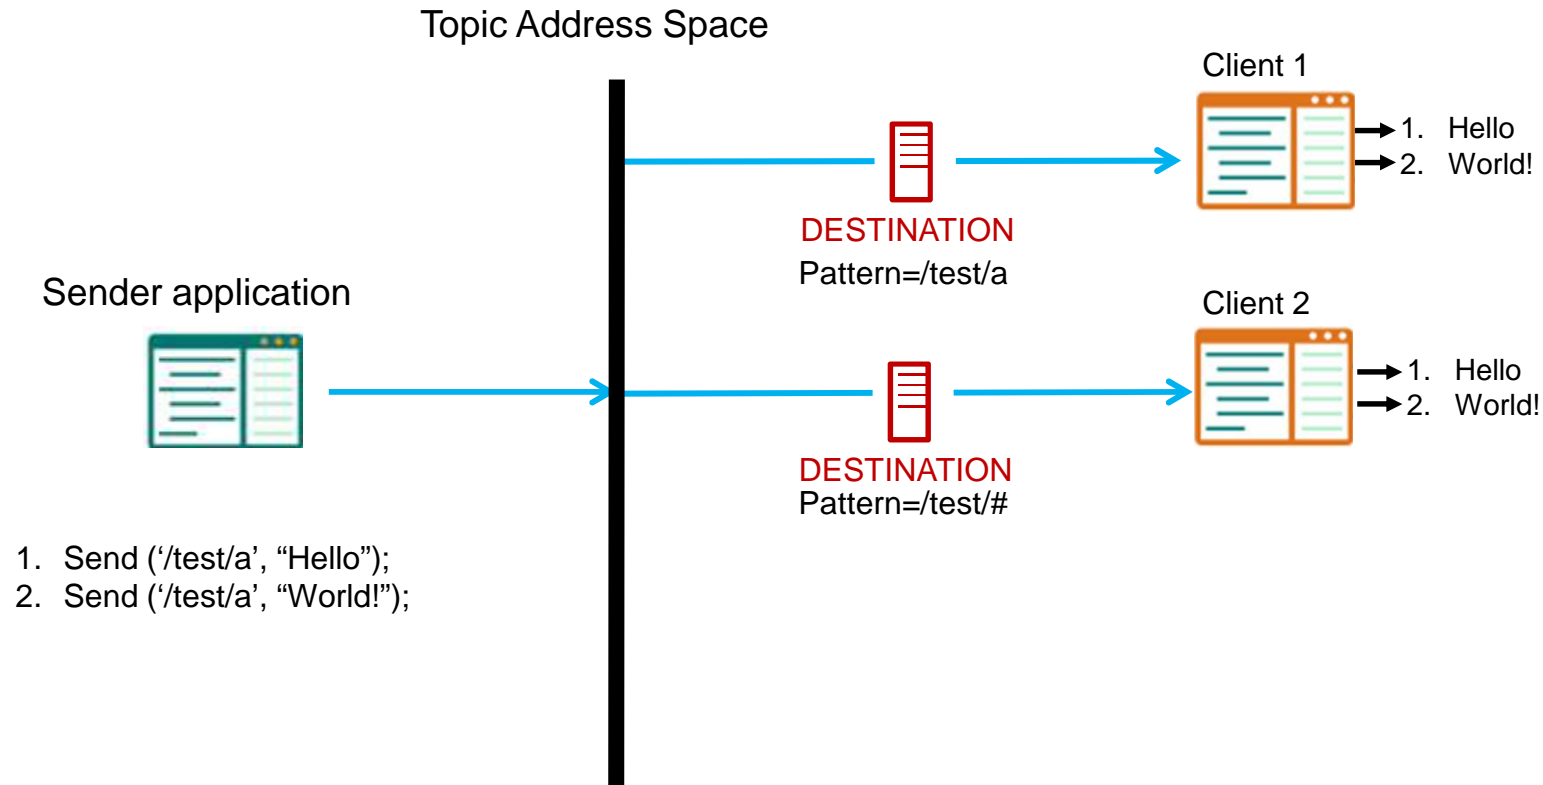 Topic Address Space
Client 1
1. Hello
2. World!
DESTINATION
Pattern=/test/a
Sender application
Client 2
1. Hello
2. World!
DESTINATION
Pattern=/test/#
1. Send (‘/test/a’, “Hello”);
2. Send (‘/test/a’, “World!”);